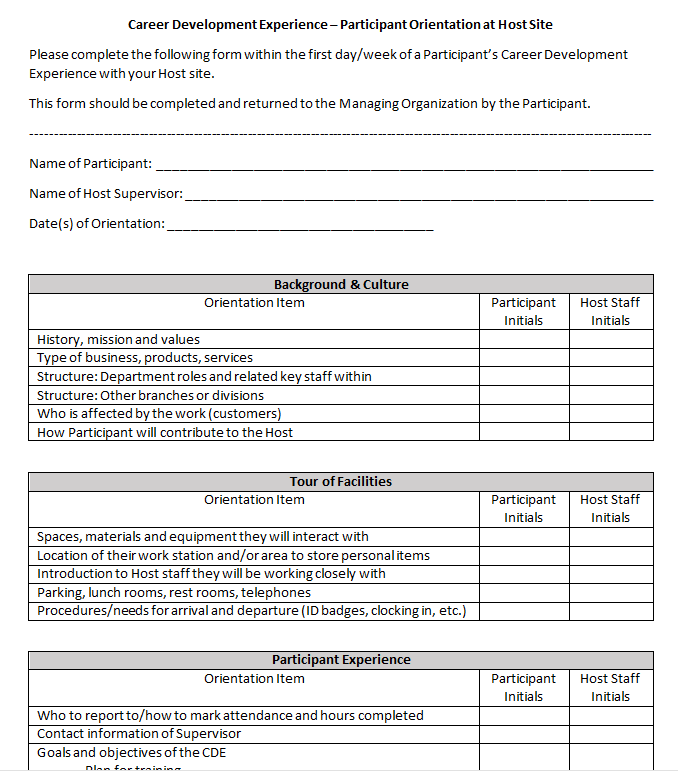 Career Development Experience – Participant Orientation at Host Site
Please complete the following form within the first day/week of a Participant's Career Development
Experience with your Host site.
This form should be completed and returned to the Managing Organization by the Participant.
Name of Participant:
Name of Host Supervisor:
Date(s) of Orientation:
Background & Culture
Orientation Item Participant Host Staff
Initials Initials
History, mission and values
Type of business, products, services
Structure: Department roles and related key staff within
Structure: Other branches or divisions
Who is affected by the work (customers)
How Participant will contribute to the Host
Tour of Facilities
Orientation Item Participant Host Staff
Initials Initials
Spaces, materials and equipment they will interact with
Location of their work station and/or area to store personal items
Introduction to Host staff they will be working closely with
Parking, lunch rooms, rest rooms, telephones
Procedures/needs for arrival and departure (ID badges, clocking in, etc.)
Participant Experience
Orientation Item Participant Host Staff
Initials Initials
Who to report to/how to mark attendance and hours completed
Contact information of Supervisor
Goals and objectives of the CDE
Plan for training